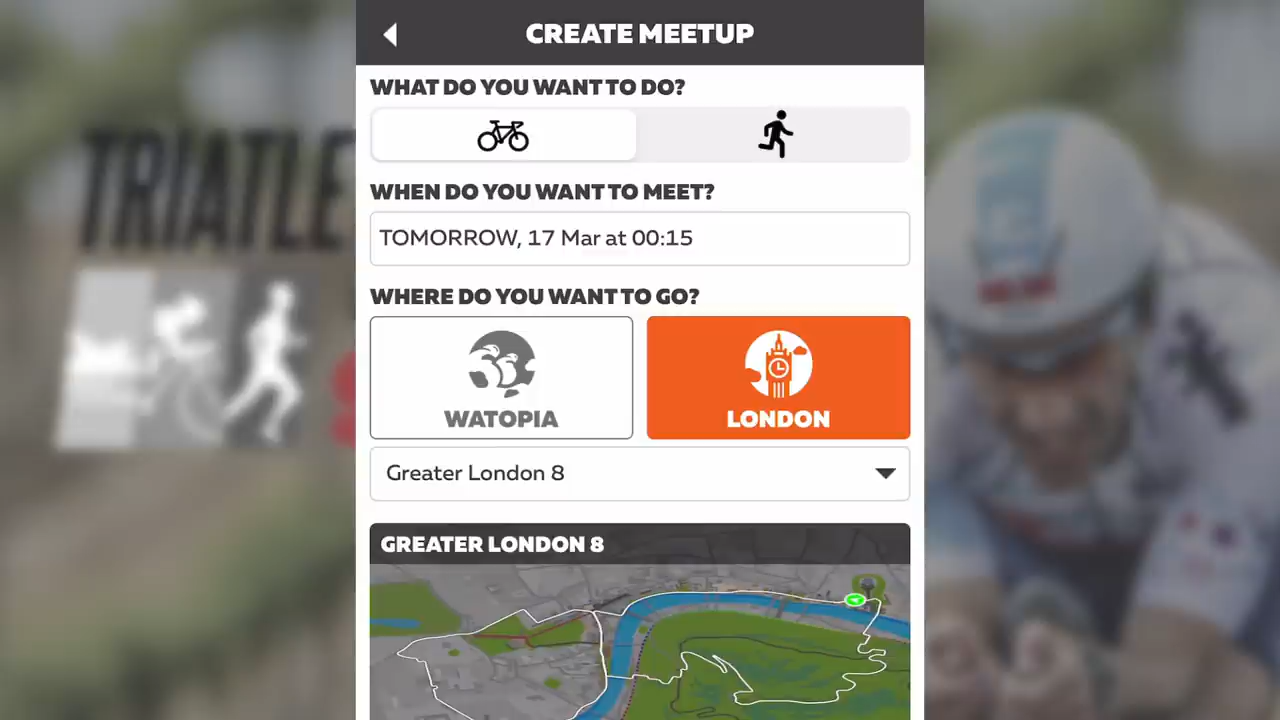 CREATE MEETUP
WHAT DO YOU WANT TO DO?
WHEN DO YOU WANT TO MEET?
TOMORROW, 17 Mar at 00:15
WHERE DO YOU WANT TO GO?
WATOPIA
LONDON
Greater London 8
GREATER LONDON 8
TRIATLE